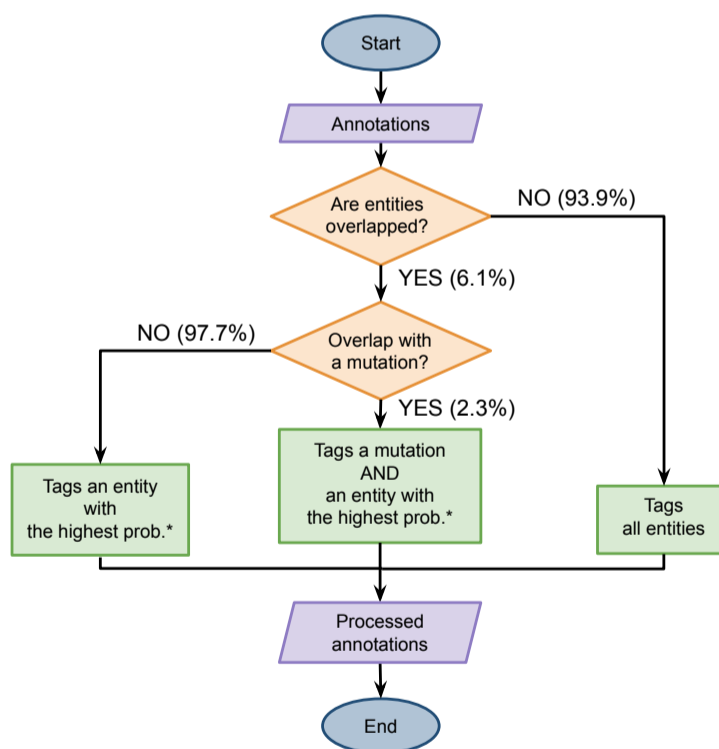 Start
Annotations
Are entities
overlapped?
NO (93.9%)
YES (6.1%)
NO (97.7%)
Overlap with
a mutation?
YES (2.3%)
Tags an entity
with
the highest prob.*
Tags a mutation
AND
an entity with
the highest prob.*
Tags
all entities
Processed
annotations
End